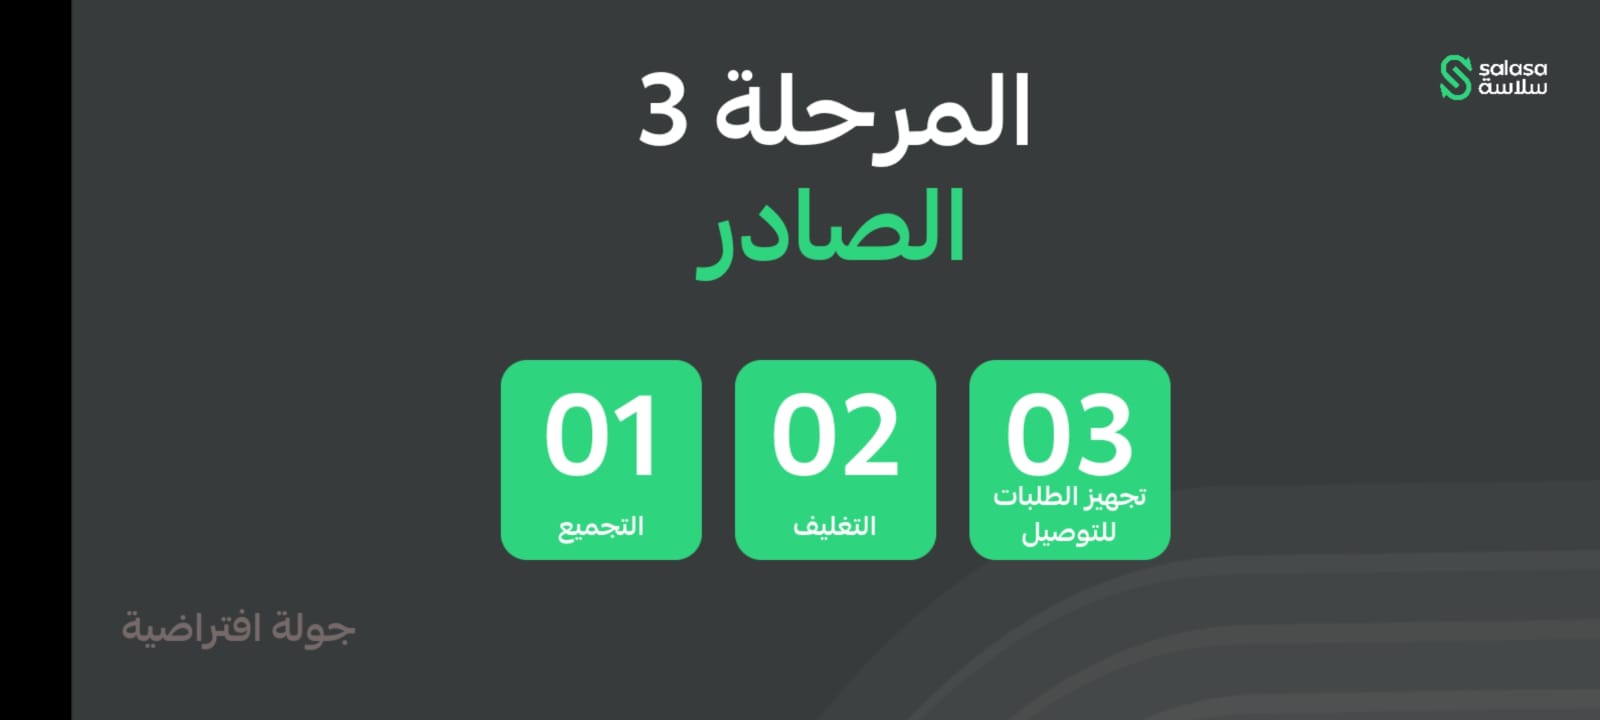 salasa
سلاسة
المرحلة 3
الصادر
01
التجميع
02
التغليف
03
تجهيز الطلبات
للتوصيل
جولة افتراضية